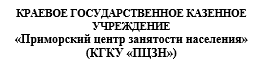 КРАЕВОЕ ГОСУДАРСТВЕННОЕ КАЗЕННОЕ
УЧРЕЖДЕНИЕ
«Приморский центр занятости населения»
(КГКУ «ПЦЗН»)